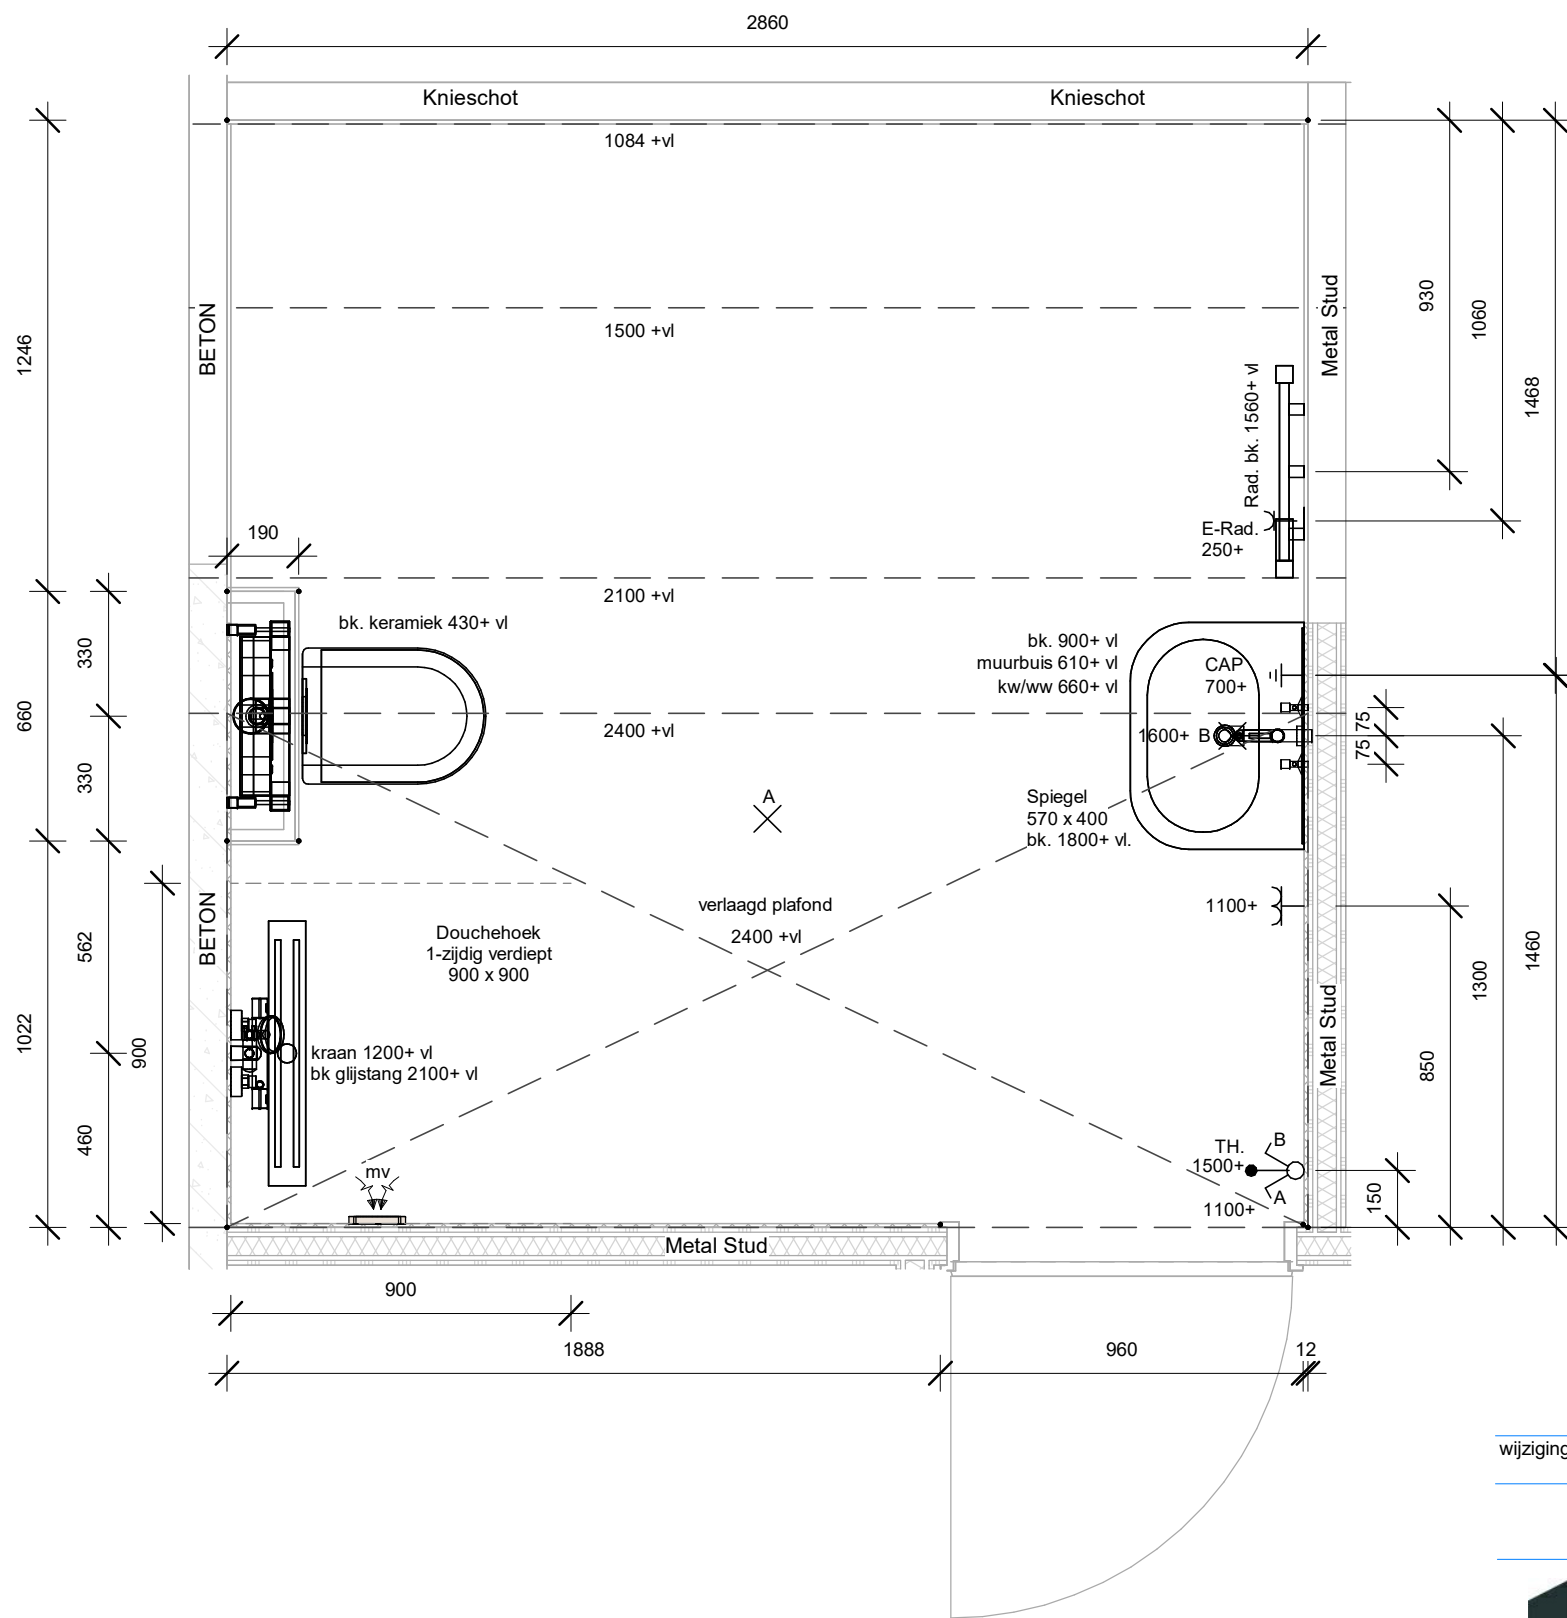 2860
Knieschot
Knieschot
1084 +vl
1500 +vl
BETON
Metal Stud
930
1060
1468
1246
Rad. bk. 1560+ vl
E-Rad.
250+
190
2100 +vl
bk. keramiek 430+ vl
bk. 900+ vl
muurbuis 610+ vl
kw/ww 660+ vl
CAP
700+
330
660
330
2400 +vl
1600+ B
75
75
A
Spiegel
570 x 400
bk. 1800+ vl.
verlaagd plafond
2400 +vl
1100+
BETON
Douchehoek
1-zijdig verdiept
900 x 900
562
1022
900
460
kraan 1200+ vl
bk glijstang 2100+ vl
Metal Stud
850
1300
1460
mv
TH.
1500+
B
A
1100+
150
Metal Stud
900
1888
960
12
wijziging